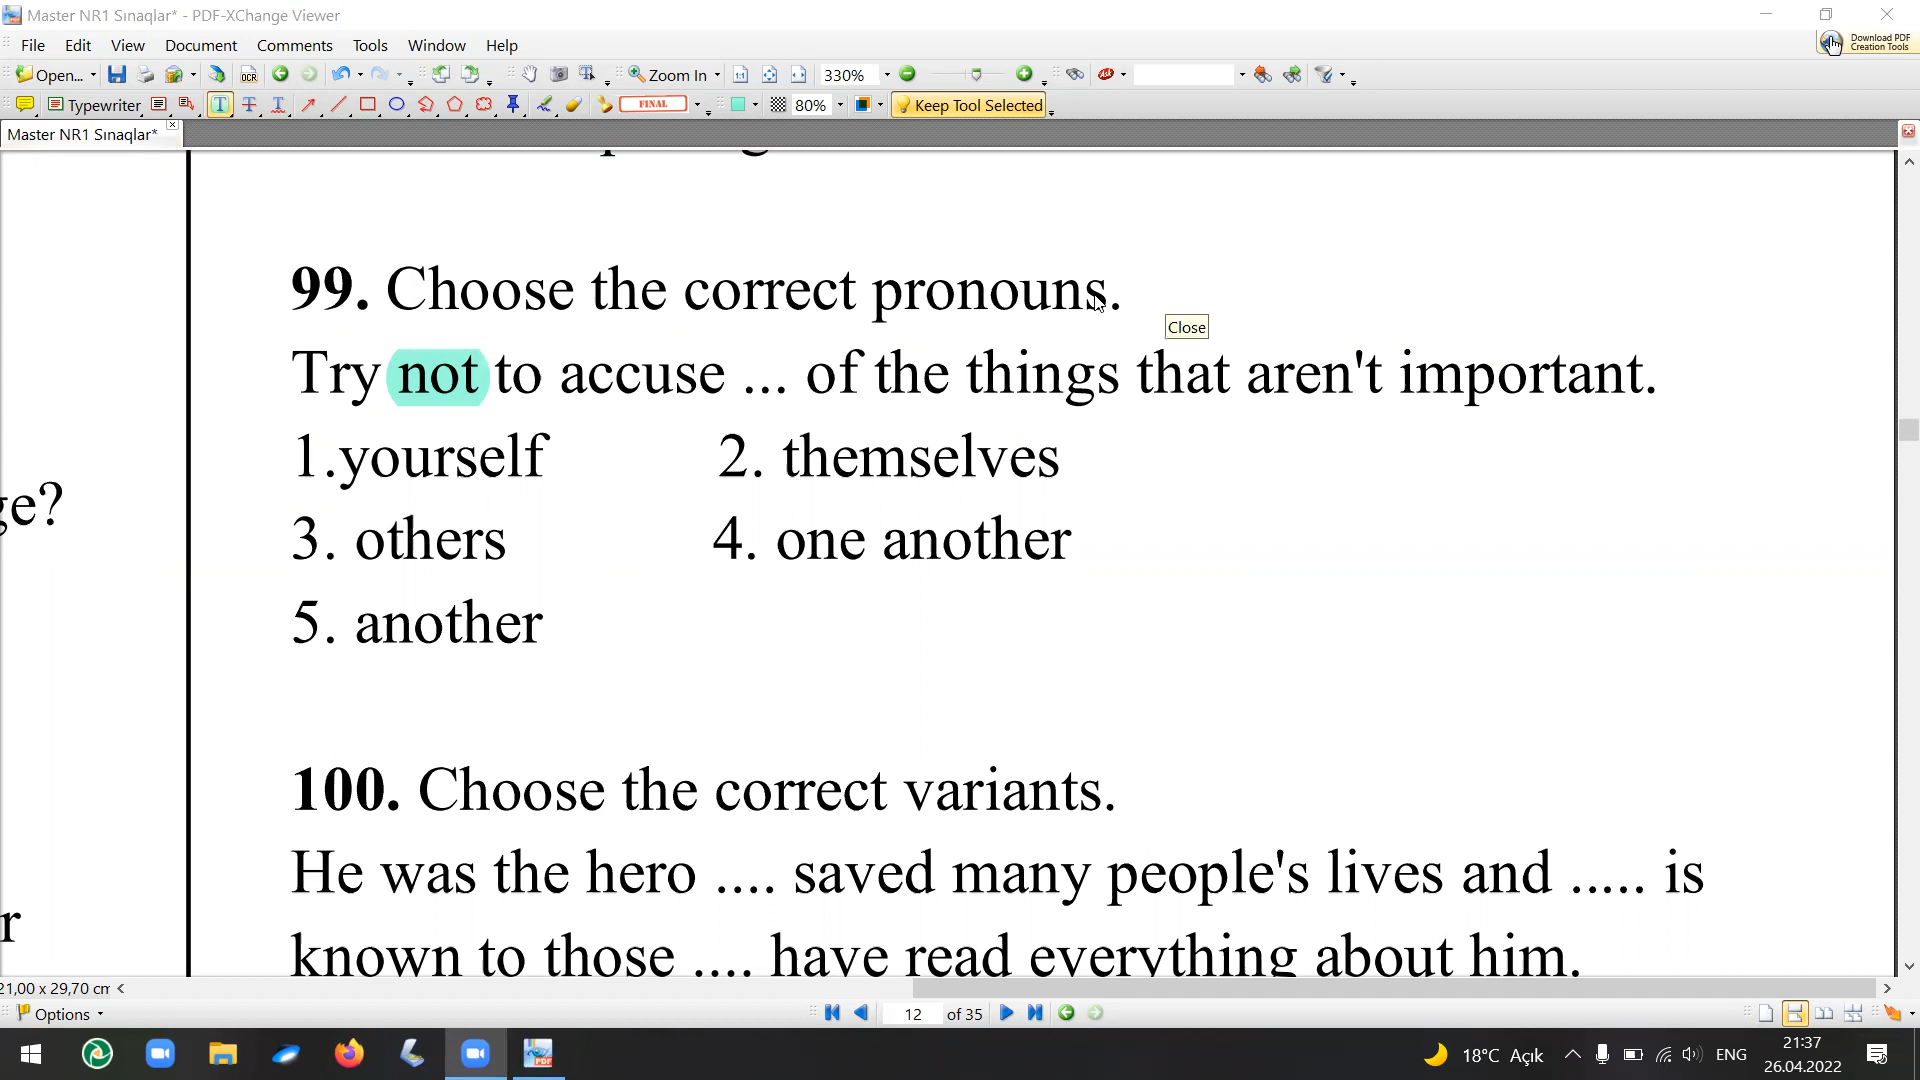 Master NR1 Sınaqlar* - PDF-XChange Viewer
File Edit View Document Comments Tools Window Help
Download PDF
Creation Tools
Open... OCR Zoom In 330%
Typewriter FINAL 80% Keep Tool Selected
Master NR1 Sınaqlar*
99. Choose the correct pronouns.
Close
Try not to accuse ... of the things that aren't important.
1.yourself 2. themselves
ge?
3. others 4. one another
5. another
100. Choose the correct variants.
He was the hero .... saved many people's lives and ..... is
r
known to those .... have read everything about him.
21,00 x 29,70 cm
Options 12 of 35
18°C Açık ENG 21:37
26.04.2022